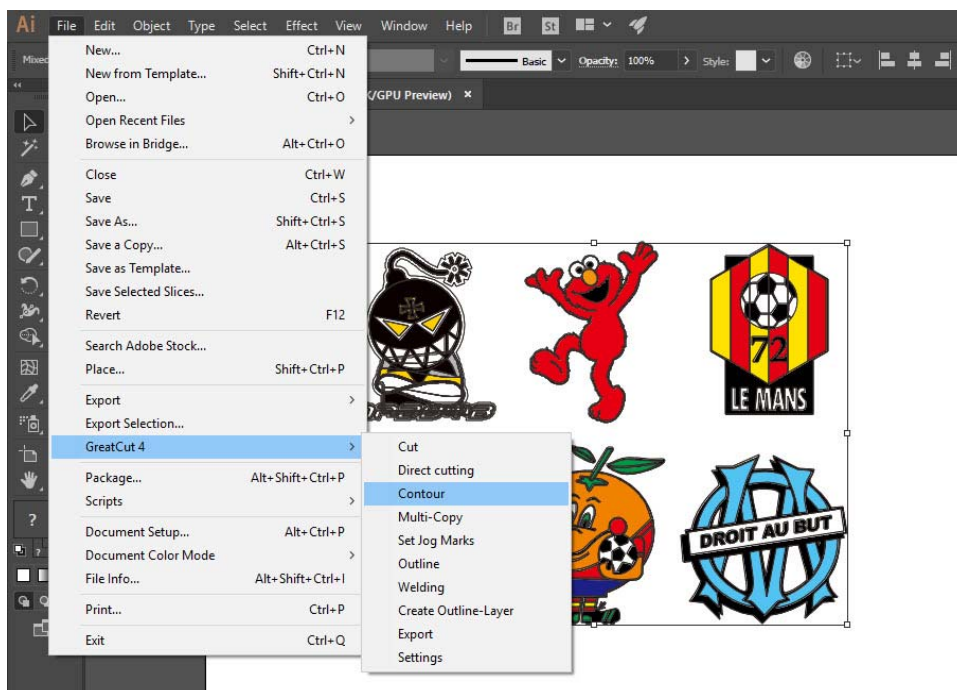 Ai File Edit Object Type Select Effect View Window Help Br St
Basic Opacity: 100% Style:
/GPU Preview) ×
New... Ctrl+N
New from Template... Shift+Ctrl+N
Open... Ctrl+O
Open Recent Files
Browse in Bridge... Alt+Ctrl+O
Close Ctrl+W
Save Ctrl+S
Save As... Shift+Ctrl+S
Save a Copy... Alt+Ctrl+S
Save as Template...
Save Selected Slices...
Revert F12
Search Adobe Stock...
Place... Shift+Ctrl+P
Export
Export Selection...
GreatCut 4
Package... Alt+Shift+Ctrl+P
Scripts
Document Setup... Alt+Ctrl+P
Document Color Mode
File Info... Alt+Shift+Ctrl+I
Print... Ctrl+P
Exit Ctrl+Q
Cut
Direct cutting
Contour
Multi-Copy
Set Jog Marks
Outline
Welding
Create Outline-Layer
Export
Settings
72
LE MANS
DROIT AU BUT